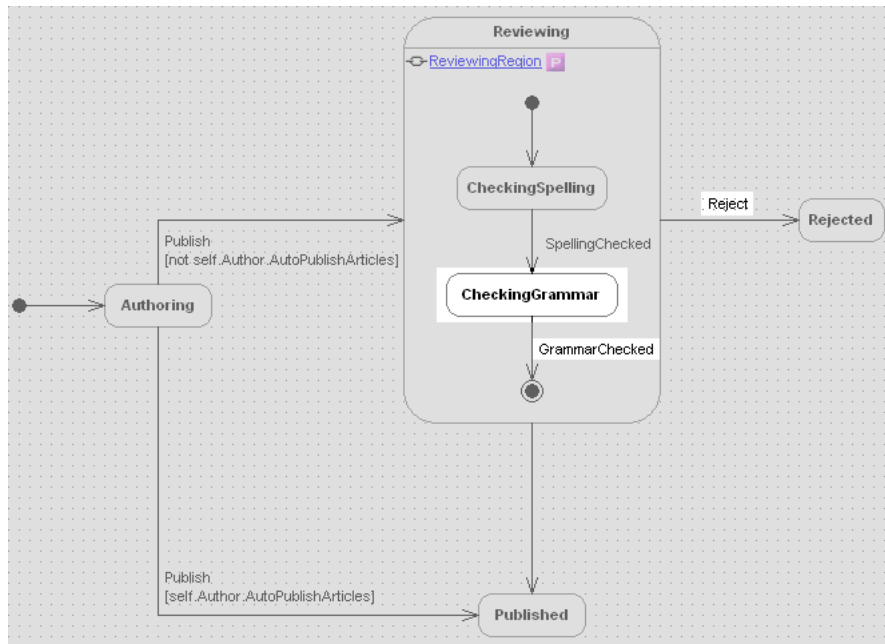 Reviewing
ReviewingRegion P
CheckingSpelling
Reject
Rejected
Publish
[not self.Author.AutoPublishArticles]
SpellingChecked
CheckingGrammar
Authoring
GrammarChecked
Publish
[self.Author.AutoPublishArticles]
Published